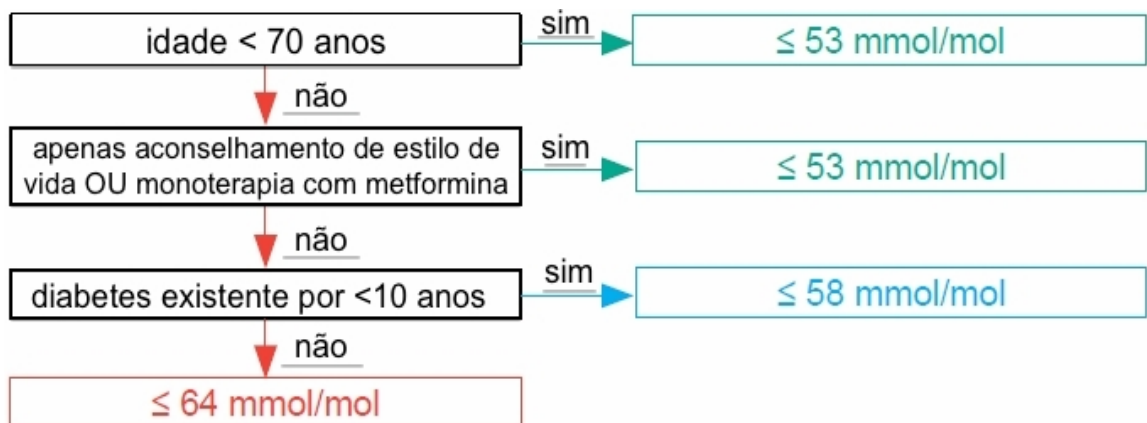 idade < 70 anos
sim
≤ 53 mmol/mol
não
apenas aconselhamento de estilo de
vida OU monoterapia com metformina
sim
≤ 53 mmol/mol
não
diabetes existente por <10 anos
sim
≤ 58 mmol/mol
não
≤ 64 mmol/mol